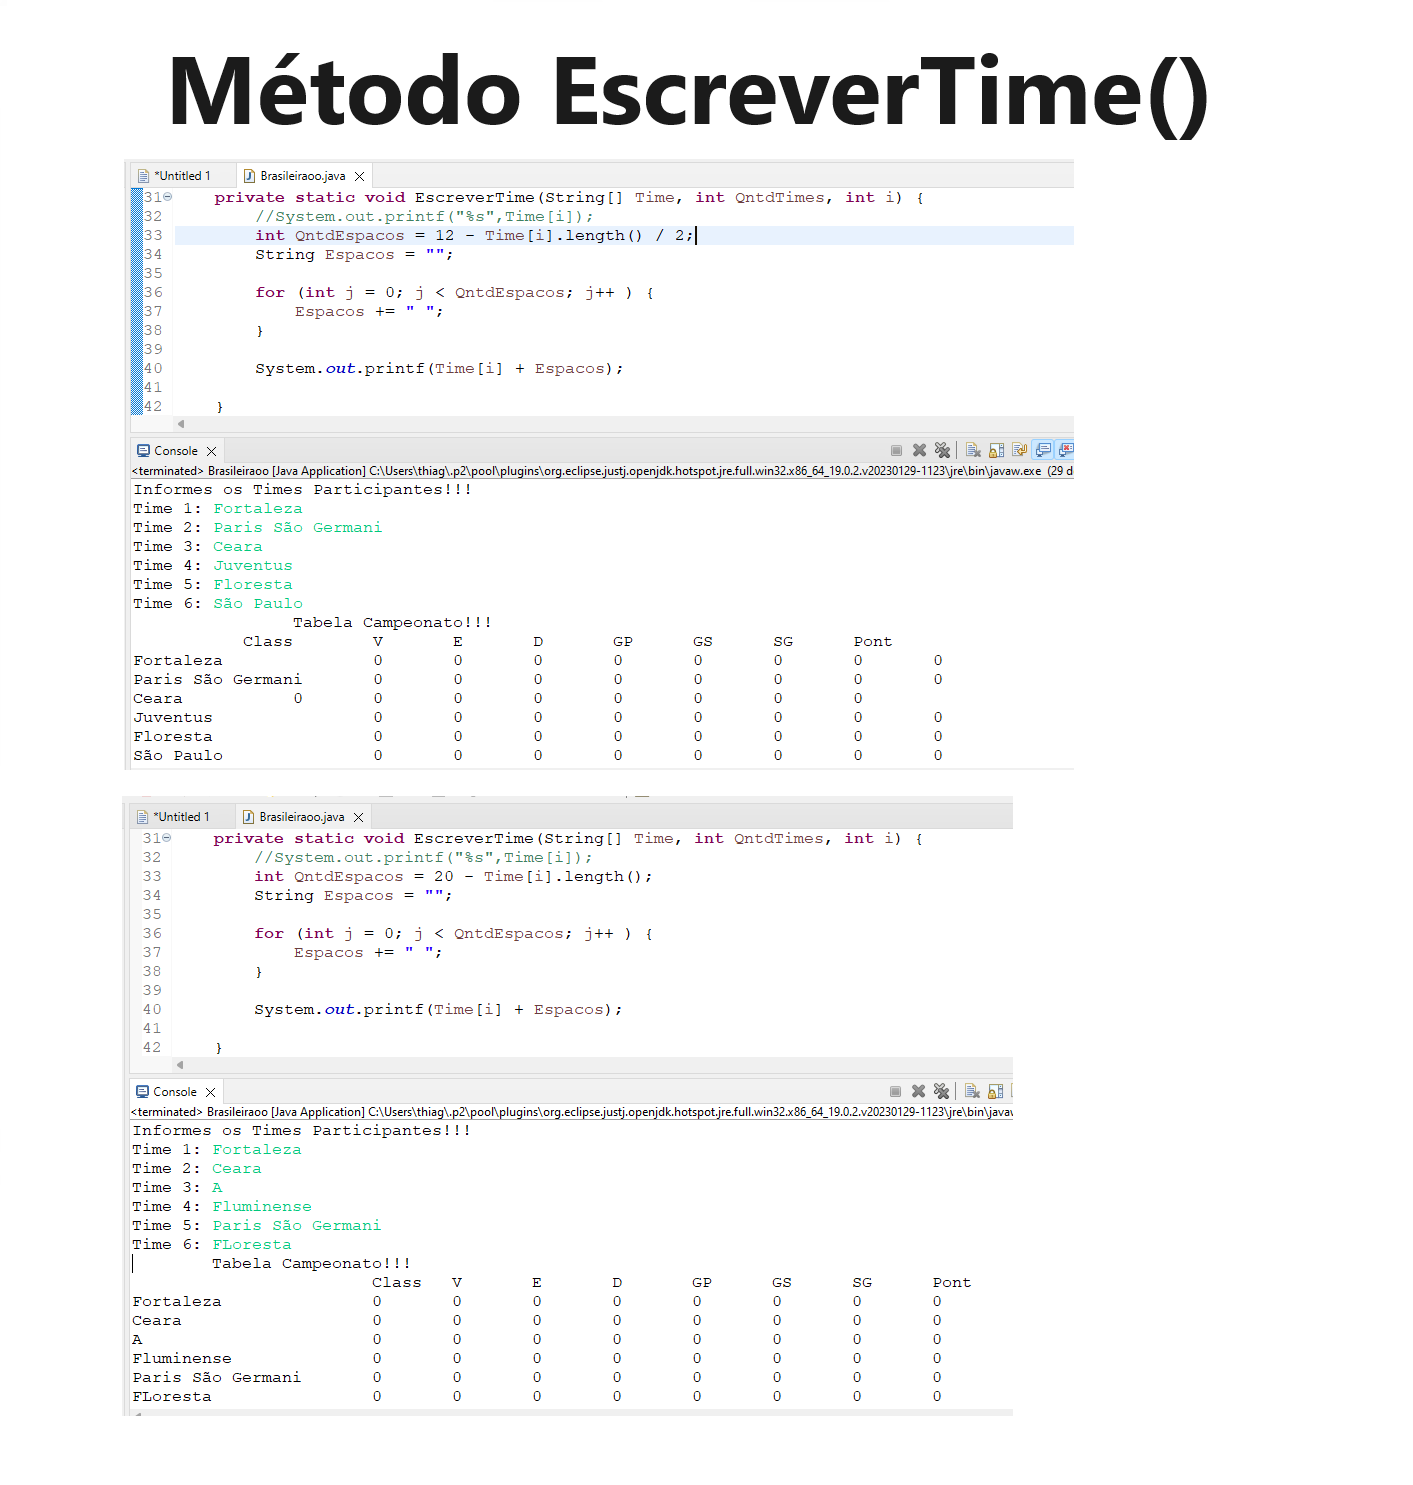 Método EscreverTime()
*Untitled 1 Brasileiraoo.java
31 private static void EscreverTime(String[] Time, int QntdTimes, int i) {
32 //System.out.printf("%s",Time[i]);
33 int QntdEspacos = 12 - Time[i].length() / 2;
34 String Espacos = "";
35
36 for (int j = 0; j < QntdEspacos; j++ ) {
37 Espacos += " ";
38 }
39
40 System.out.printf(Time[i] + Espacos);
41
42 }
Console
<terminated> Brasileiraoo [Java Application] C:\Users\thiag\.p2\pool\plugins\org.eclipse.justj.openjdk.hotspot.jre.full.win32.x86_64_19.0.2.v20230129-1123\jre\bin\javaw.exe (29 d
Informes os Times Participantes!!!
Time 1: Fortaleza
Time 2: Paris São Germani
Time 3: Ceara
Time 4: Juventus
Time 5: Floresta
Time 6: São Paulo
Tabela Campeonato!!!
Class V E D GP GS SG Pont
Fortaleza 0 0 0 0 0 0 0 0
Paris São Germani 0 0 0 0 0 0 0 0
Ceara 0 0 0 0 0 0 0 0
Juventus 0 0 0 0 0 0 0 0
Floresta 0 0 0 0 0 0 0 0
São Paulo 0 0 0 0 0 0 0 0
*Untitled 1 Brasileiraoo.java
31 private static void EscreverTime(String[] Time, int QntdTimes, int i) {
32 //System.out.printf("%s",Time[i]);
33 int QntdEspacos = 20 - Time[i].length();
34 String Espacos = "";
35
36 for (int j = 0; j < QntdEspacos; j++ ) {
37 Espacos += " ";
38 }
39
40 System.out.printf(Time[i] + Espacos);
41
42 }
Console
<terminated> Brasileiraoo [Java Application] C:\Users\thiag\.p2\pool\plugins\org.eclipse.justj.openjdk.hotspot.jre.full.win32.x86_64_19.0.2.v20230129-1123\jre\bin\javaw
Informes os Times Participantes!!!
Time 1: Fortaleza
Time 2: Ceara
Time 3: A
Time 4: Fluminense
Time 5: Paris São Germani
Time 6: FLoresta
Tabela Campeonato!!!
Class V E D GP GS SG Pont
Fortaleza 0 0 0 0 0 0 0 0
Ceara 0 0 0 0 0 0 0 0
A 0 0 0 0 0 0 0 0
Fluminense 0 0 0 0 0 0 0 0
Paris São Germani 0 0 0 0 0 0 0 0
FLoresta 0 0 0 0 0 0 0 0